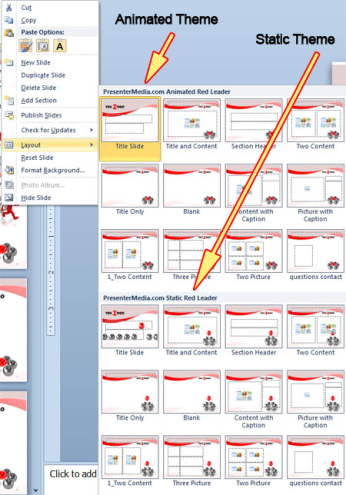 Cut
Copy
Paste Options:
A
New Slide
Duplicate Slide
Delete Slide
Add Section
Publish Slides
Check for Updates
Layout
Reset Slide
Format Background...
Photo Album...
Hide Slide
Animated Theme
Static Theme
PresenterMedia.com Animated Red Leader
Title Slide
Title and Content
Section Header
Two Content
Title Only
Blank
Content with Caption
Picture with Caption
1_Two Content
Three Picture
Two Picture
questions contact
PresenterMedia.com Static Red Leader
Title Slide
Title and Content
Section Header
Two Content
Title Only
Blank
Content with Caption
Picture with Caption
1_Two Content
Three Picture
Two Picture
questions contact
Click to add